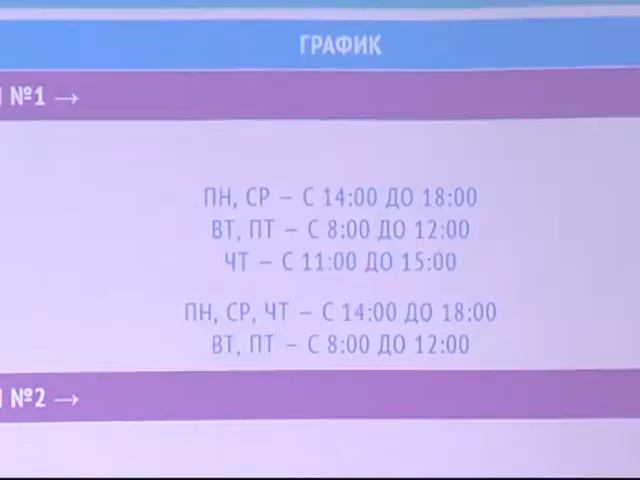 ГРАФИК
№1 →
ПН, СР – С 14:00 ДО 18:00
ВТ, ПТ – С 8:00 ДО 12:00
ЧТ – С 11:00 ДО 15:00
ПН, СР, ЧТ – С 14:00 ДО 18:00
ВТ, ПТ – С 8:00 ДО 12:00
№2 →